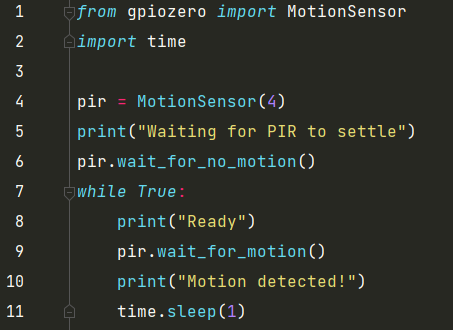 1 from gpiozero import MotionSensor
2 import time
3
4 pir = MotionSensor(4)
5 print("Waiting for PIR to settle")
6 pir.wait_for_no_motion()
7 while True:
8     print("Ready")
9     pir.wait_for_motion()
10     print("Motion detected!")
11     time.sleep(1)